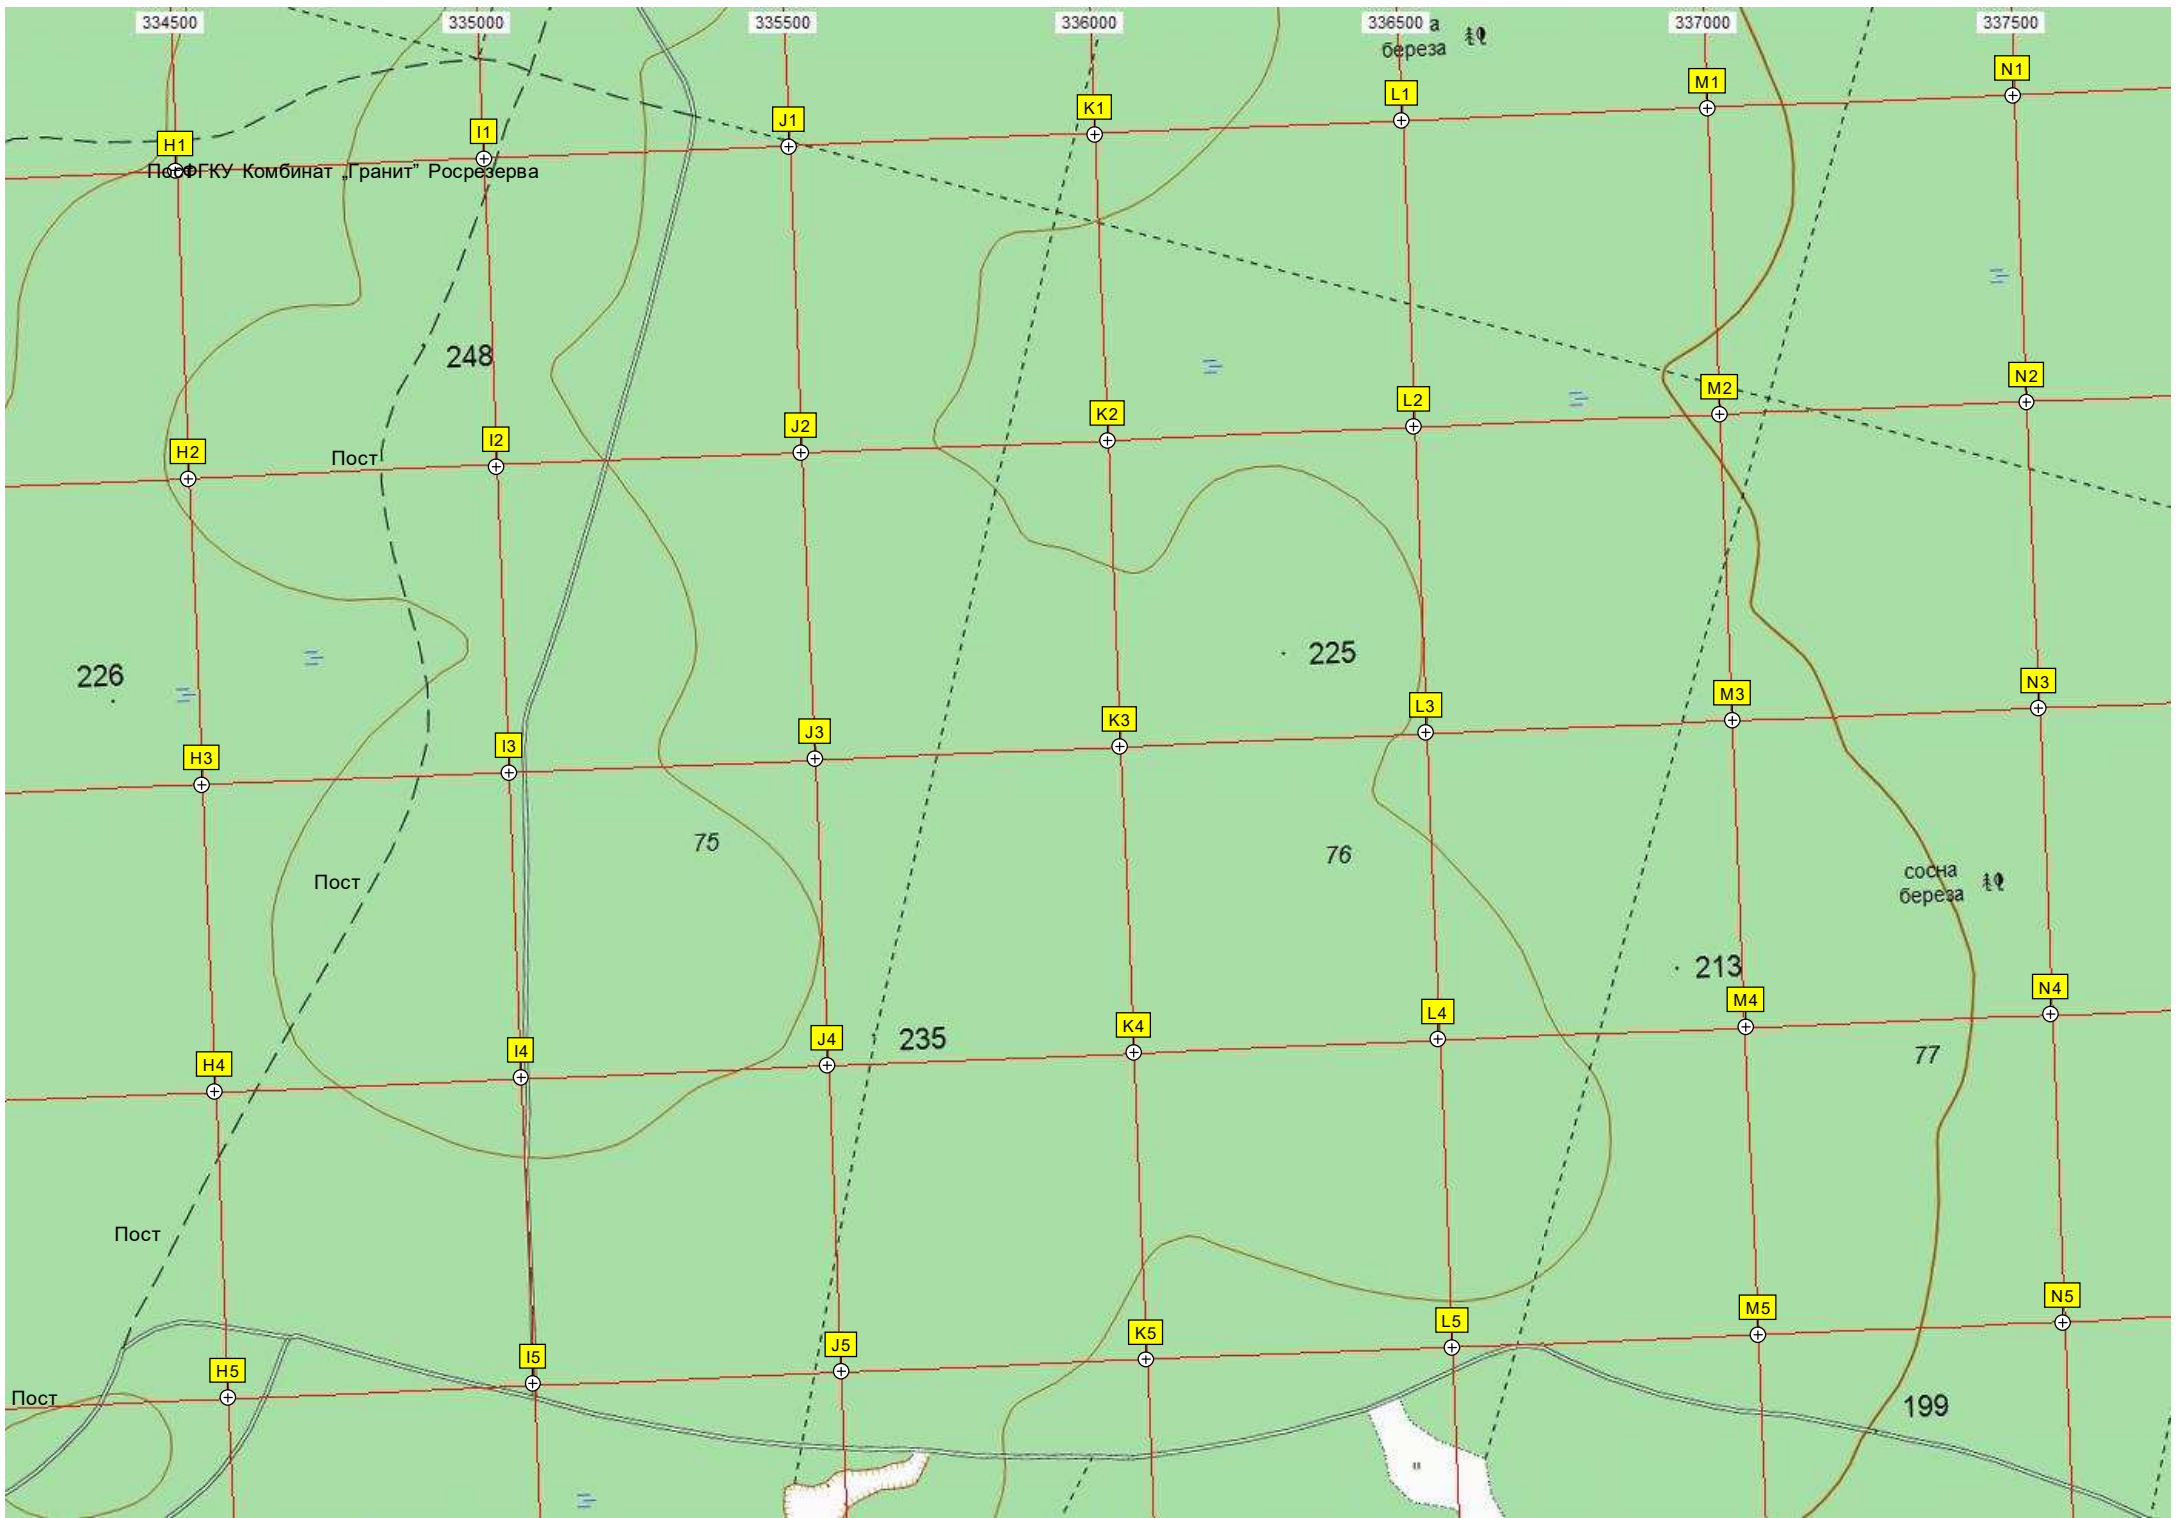 334500 335000 335500 336000 336500 337000 337500
а
береза
N1
M1
L1
K1
J1
I1
H1
ФГКУ Комбинат „Гранит” Росрезерва
248
N2
M2
L2
K2
J2
I2
H2
Пост
225
226
N3
M3
L3
K3
J3
I3
H3
75
76
сосна
береза
Пост
213
N4
M4
L4
K4
J4
235
I4
H4
77
Пост
N5
M5
L5
K5
J5
I5
H5
Пост
199